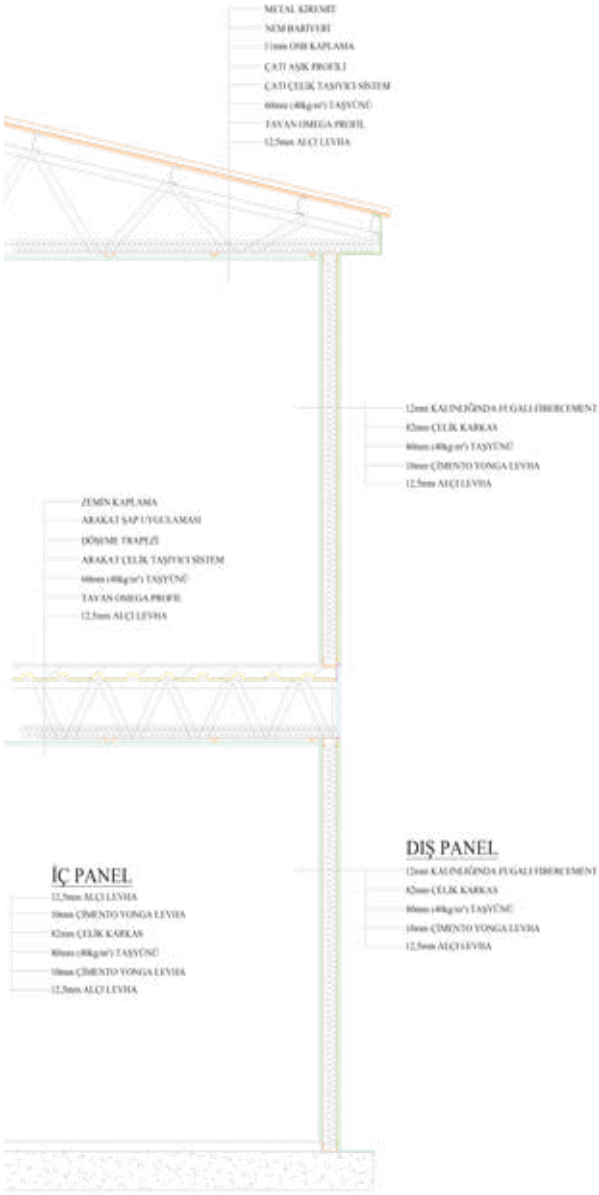 METAL KİREMİT
NEM BARİYERİ
11mm OSB KAPLAMA
ÇATI AŞIK PROFİLİ
ÇATI ÇELİK TAŞIYICI SİSTEM
60mm (40kg/m³) TAŞYÜNÜ
TAVAN OMEGA PROFİL
12,5mm ALÇI LEVHA
12mm KALINLIĞINDA FUGALI FIBERCEMENT
82mm ÇELİK KARKAS
80mm (40kg/m³) TAŞYÜNÜ
10mm ÇİMENTO YONGA LEVHA
12,5mm ALÇI LEVHA
ZEMİN KAPLAMA
ARAKAT ŞAP UYGULAMASI
DÖŞEME TRAPEZİ
ARAKAT ÇELİK TAŞIYICI SİSTEM
60mm (40kg/m³) TAŞYÜNÜ
TAVAN OMEGA PROFİL
12,5mm ALÇI LEVHA
İÇ PANEL
12,5mm ALÇI LEVHA
10mm ÇİMENTO YONGA LEVHA
82mm ÇELİK KARKAS
80mm (40kg/m³) TAŞYÜNÜ
10mm ÇİMENTO YONGA LEVHA
12,5mm ALÇI LEVHA
DIŞ PANEL
12mm KALINLIĞINDA FUGALI FIBERCEMENT
82mm ÇELİK KARKAS
80mm (40kg/m³) TAŞYÜNÜ
10mm ÇİMENTO YONGA LEVHA
12,5mm ALÇI LEVHA